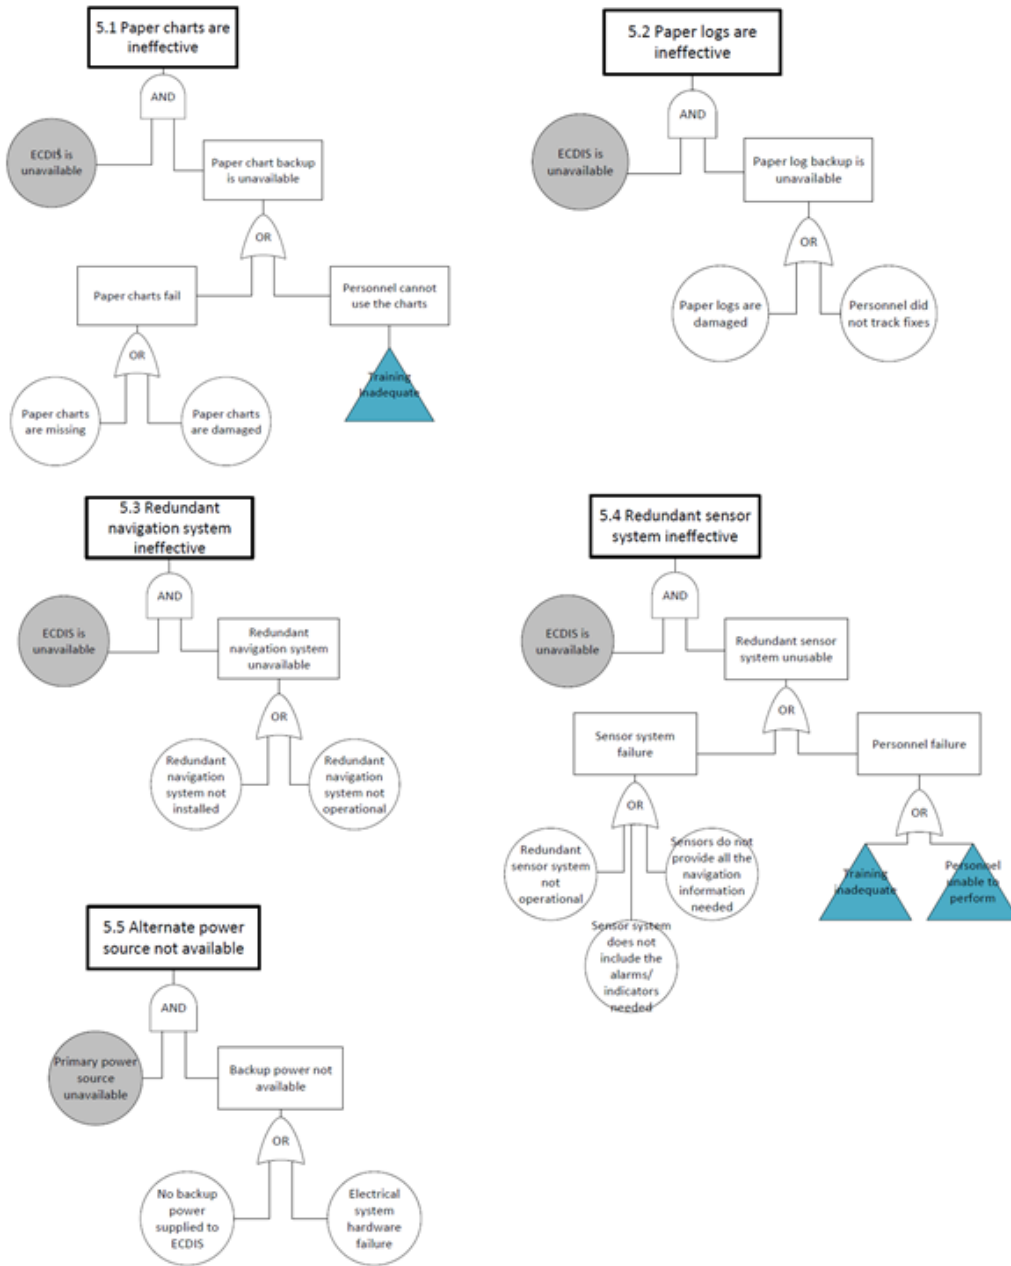 5.1 Paper charts are
ineffective
AND
ECDIS is
unavailable
Paper chart backup
is unavailable
OR
Paper charts fail
Personnel cannot
use the charts
OR
Training
Inadequate
Paper charts
are missing
Paper charts
are damaged
5.2 Paper logs are
ineffective
AND
ECDIS is
unavailable
Paper log backup is
unavailable
OR
Paper logs are
damaged
Personnel did
not track fixes
5.3 Redundant
navigation system
ineffective
AND
ECDIS is
unavailable
Redundant
navigation system
unavailable
OR
Redundant
navigation
system not
installed
Redundant
navigation
system not
operational
5.4 Redundant sensor
system ineffective
AND
ECDIS is
unavailable
Redundant sensor
system unusable
OR
Sensor system
failure
Personnel failure
OR
OR
Redundant
sensor system
not
operational
Sensors do not
provide all the
navigation
information
needed
Sensor system
does not
include the
alarms/
indicators
needed
Training
inadequate
Personnel
unable to
perform
5.5 Alternate power
source not available
AND
Primary power
source
unavailable
Backup power not
available
OR
No backup
power
supplied to
ECDIS
Electrical
system
hardware
failure